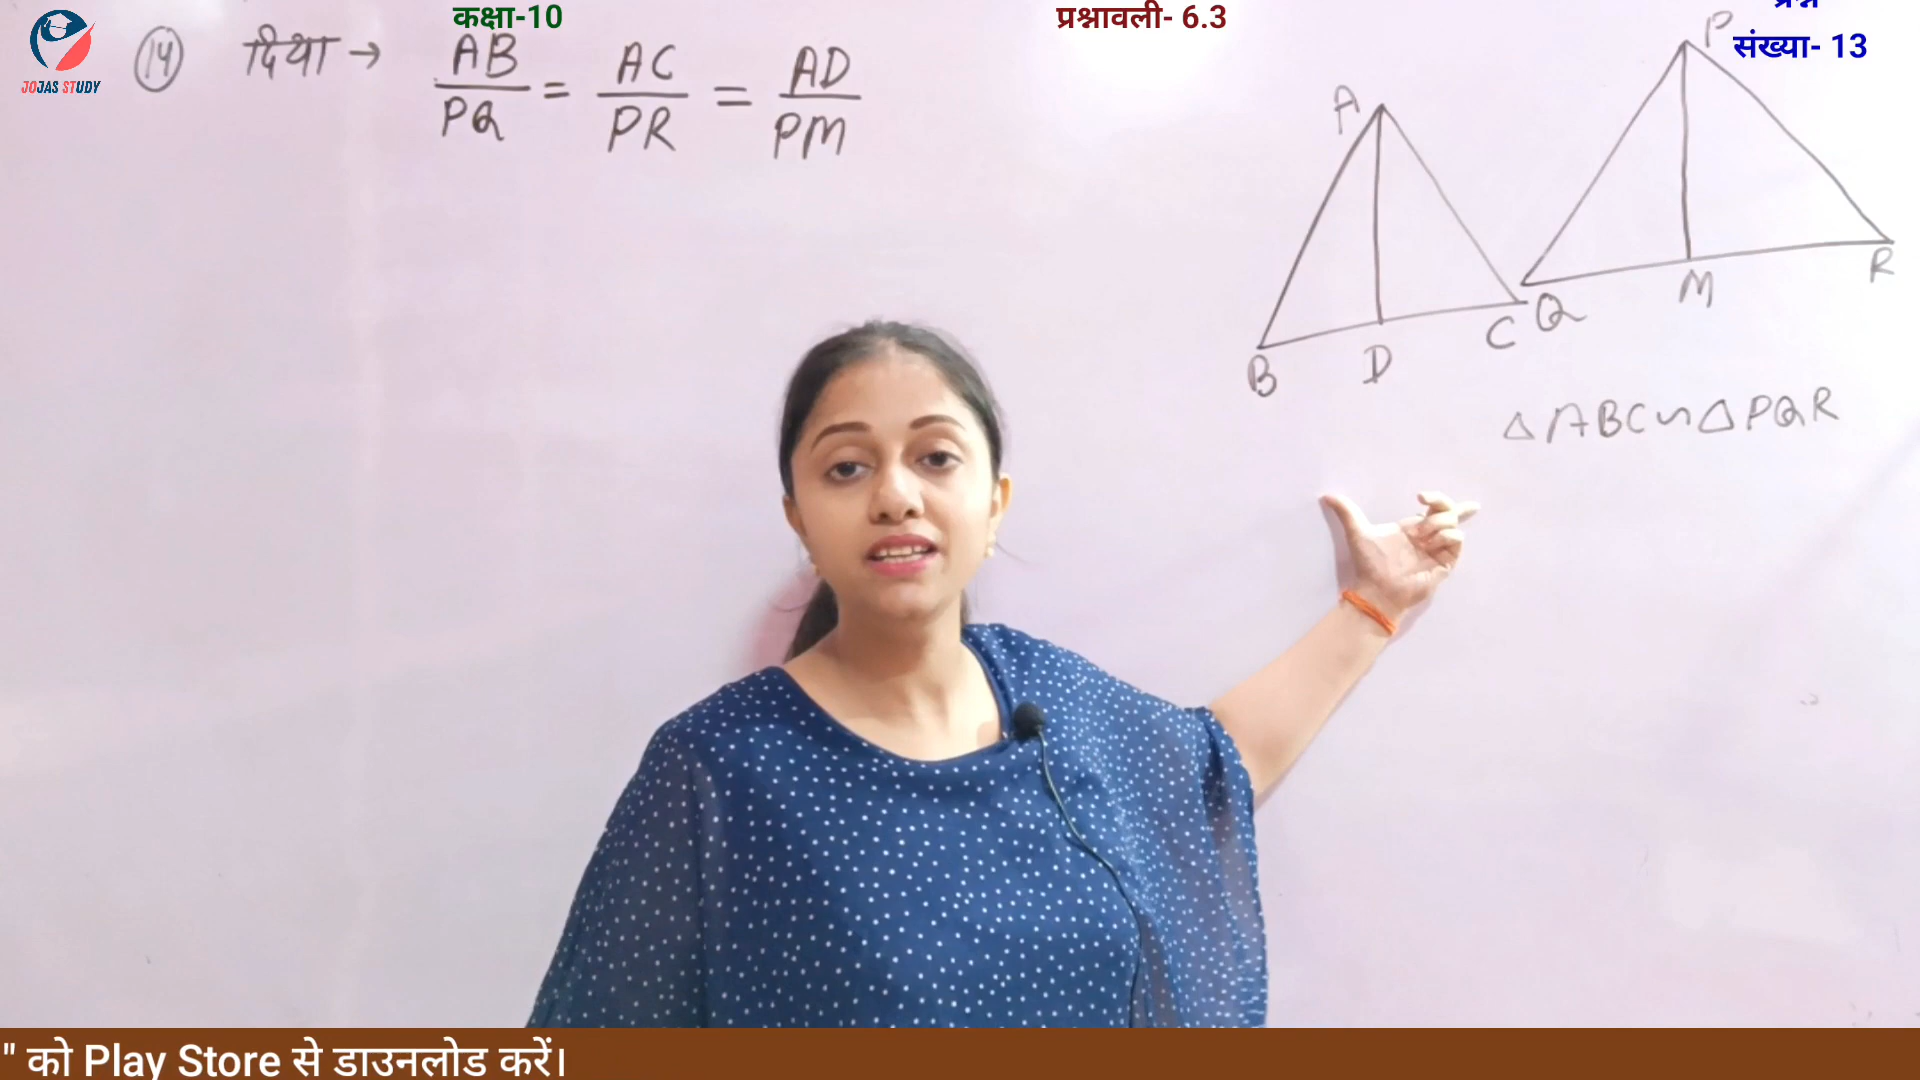 JOJAS STUDY
कक्षा-10
प्रश्नावली- 6.3
प्रश्न
संख्या- 13
14 दिया → AB/PQ = AC/PR = AD/PM
P
A
Q M R
B D C
△ABC ∽ △PQR
" को Play Store से डाउनलोड करें।